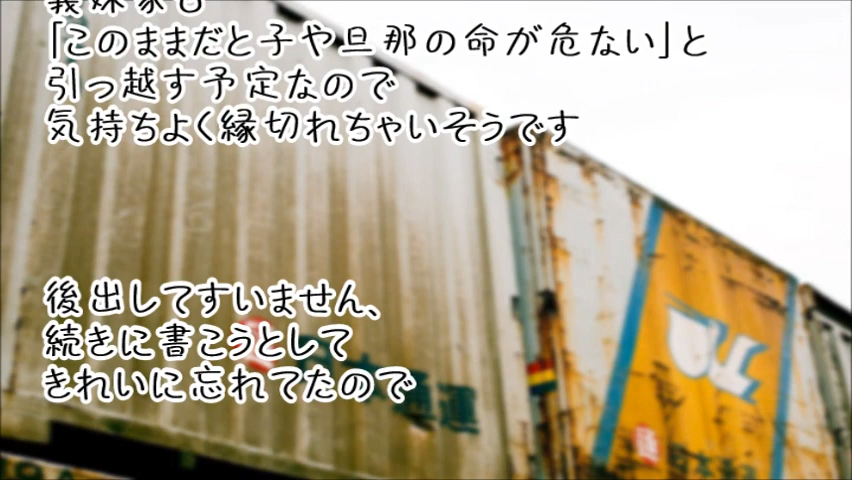 「このままだと子や旦那の命が危ない」と
引っ越す予定なので
気持ちよく縁切れちゃいそうです
後出してすいません、
続きに書こうとして
きれいに忘れてたので